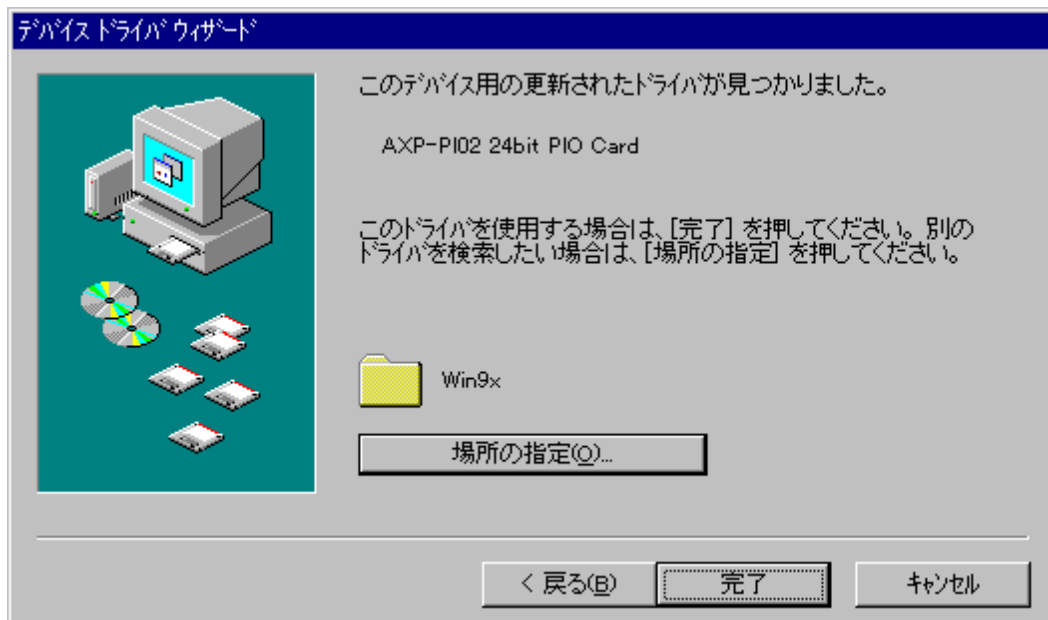 ﾃﾞﾊﾞｲｽ ﾄﾞﾗｲﾊﾞ ｳｨｻﾞｰﾄﾞ
このﾃﾞﾊﾞｲｽ用の更新されたﾄﾞﾗｲﾊﾞが見つかりました。
AXP-PI02 24bit PIO Card
このﾄﾞﾗｲﾊﾞを使用する場合は、[完了] を押してください。別の
ﾄﾞﾗｲﾊﾞを検索したい場合は、[場所の指定] を押してください。
Win9x
場所の指定(O)...
< 戻る(B)
完了
ｷｬﾝｾﾙ